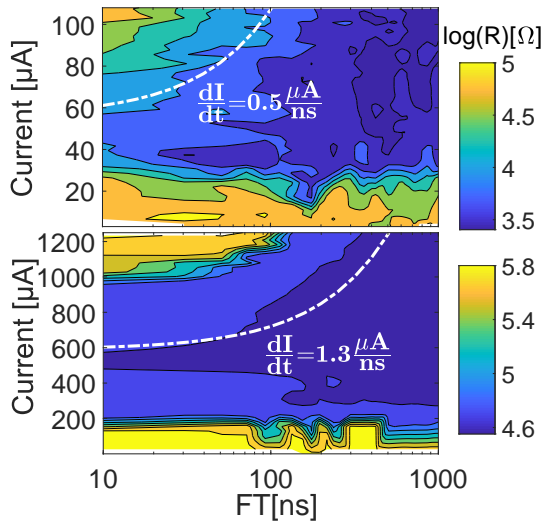 log(R)[Ω]
Current [µA]
100
80
60
40
20
dI/dt=0.5 µA/ns
5
4.5
4
3.4
Current [µA]
1200
1000
800
600
400
200
dI/dt=1.3 µA/ns
5.8
5.4
5
4.6
10 100 1000
FT[ns]